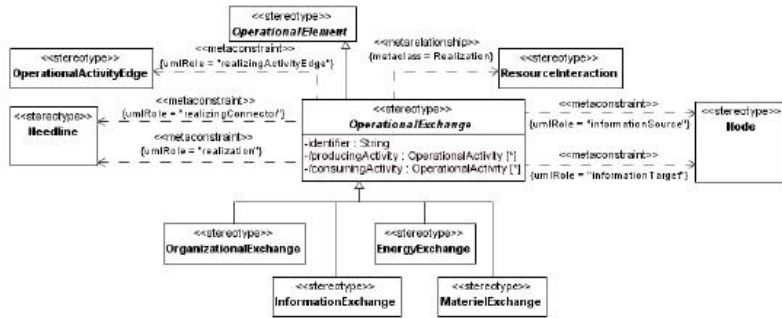 <<stereotype>>
OperationalElement
<<stereotype>>
OperationalActivityEdge
<<metaconstraint>>
{umlRole = "realizingActivityEdge"}
<<metarelationship>>
{metaclass = Realization}
<<stereotype>>
ResourceInteraction
<<stereotype>>
Needline
<<metaconstraint>>
{umlRole = "realizingConnector"}
<<metaconstraint>>
{umlRole = "realization"}
<<stereotype>>
OperationalExchange
-identifier : String
-/producingActivity : OperationalActivity [*]
-/consumingActivity : OperationalActivity [*]
<<metaconstraint>>
{umlRole = "informationSource"}
<<metaconstraint>>
{umlRole = "informationTarget"}
<<stereotype>>
Node
<<stereotype>>
OrganizationalExchange
<<stereotype>>
EnergyExchange
<<stereotype>>
InformationExchange
<<stereotype>>
MaterielExchange